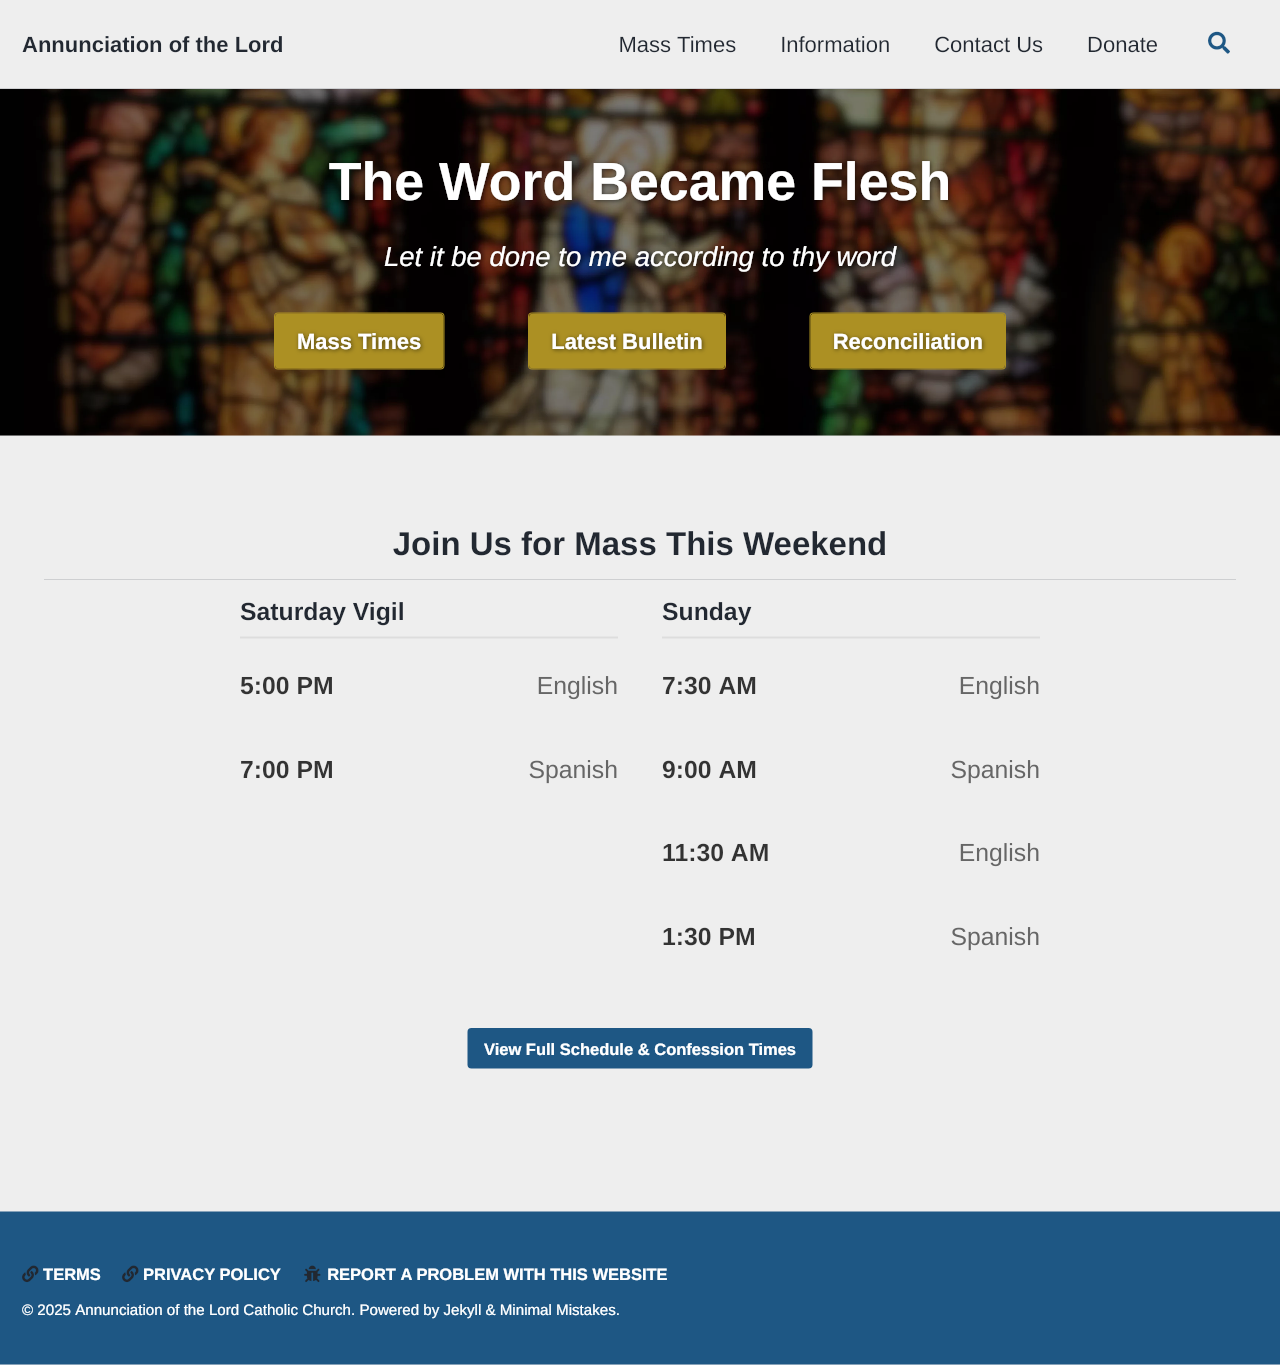 Annunciation of the Lord
Mass Times
Information
Contact Us
Donate
The Word Became Flesh
Let it be done to me according to thy word
Mass Times
Latest Bulletin
Reconciliation
Join Us for Mass This Weekend
Saturday Vigil
5:00 PM English
7:00 PM Spanish
Sunday
7:30 AM English
9:00 AM Spanish
11:30 AM English
1:30 PM Spanish
View Full Schedule & Confession Times
TERMS
PRIVACY POLICY
REPORT A PROBLEM WITH THIS WEBSITE
© 2025 Annunciation of the Lord Catholic Church. Powered by Jekyll & Minimal Mistakes.